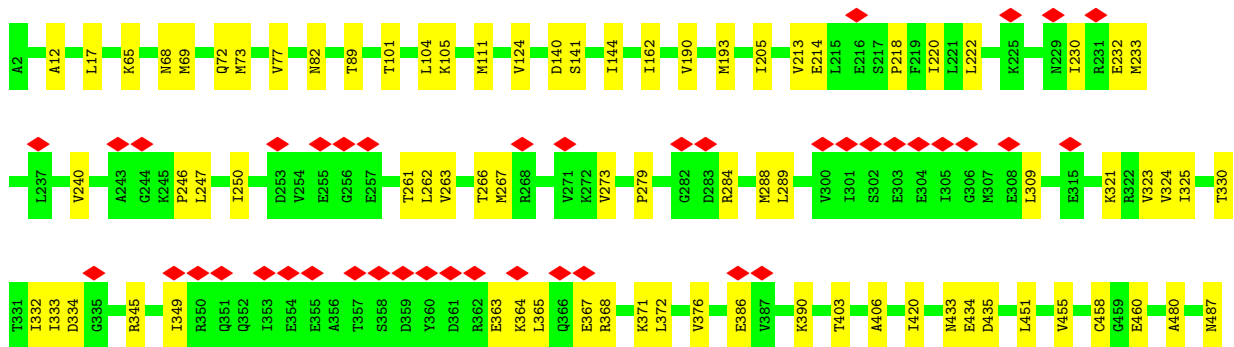 A2 A12 L17 K65 N68 M69 Q72 M73 V77 N82 T89 T101 L104 K105 M111 V124 D140 S141 I144 I162 V190 M193 I205 V213 E214 L215 E216 S217 P218 F219 I220 L221 L222 K225 N229 I230 R231 E232 M233
L237 V240 A243 G244 K245 P246 L247 I250 D253 V254 E255 G256 E257 T261 L262 V263 T266 M267 R268 V271 K272 V273 P279 G282 D283 R284 M288 L289 V300 I301 S302 E303 E304 I305 G306 M307 E308 L309 E315 K321 R322 V323 V324 I325 T330
T331 I332 I333 D334 G335 R345 I349 R350 Q351 Q352 I353 E354 E355 A356 T357 S358 D359 Y360 D361 R362 E363 K364 L365 Q366 E367 R368 K371 L372 V376 E386 V387 K390 T403 A406 I420 N433 E434 D435 L451 V455 C458 G459 E460 A480 N487